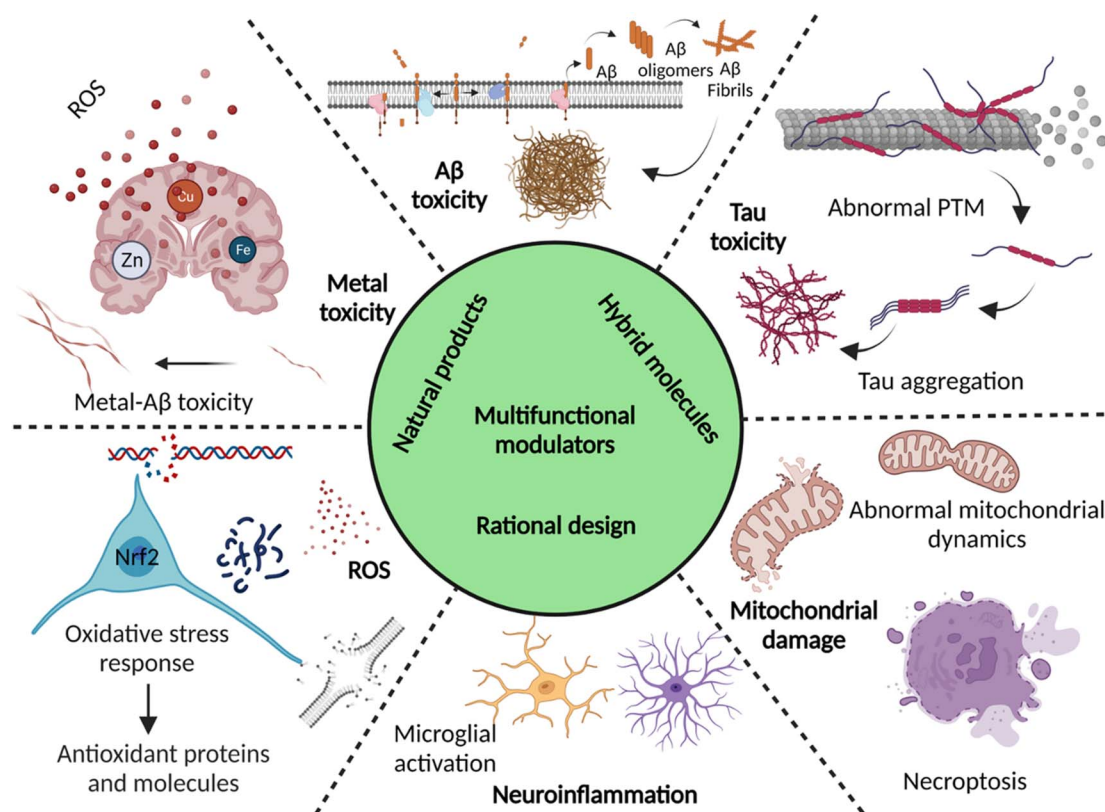 ROS
Cu
Zn
Fe
Metal
toxicity
Metal-Aβ toxicity
Aβ
Aβ
oligomers
Aβ
Fibrils
Aβ
toxicity
Tau
toxicity
Abnormal PTM
Tau aggregation
Natural products
Hybrid molecules
Multifunctional
modulators
Rational design
Nrf2
ROS
Oxidative stress
response
Antioxidant proteins
and molecules
Microglial
activation
Neuroinflammation
Abnormal mitochondrial
dynamics
Mitochondrial
damage
Necroptosis